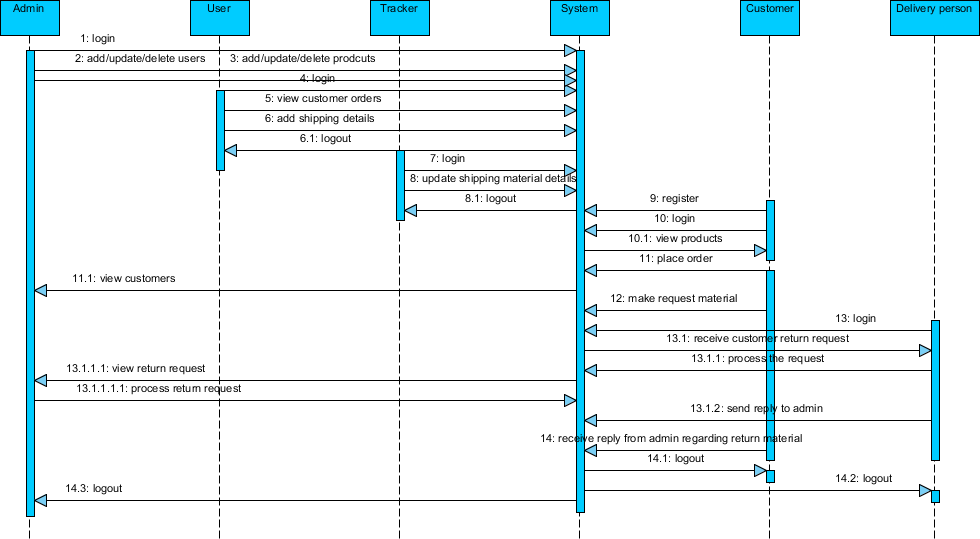 Admin
User
Tracker
System
Customer
Delivery person
1: login
2: add/update/delete users
3: add/update/delete prodcuts
4: login
5: view customer orders
6: add shipping details
6.1: logout
7: login
8: update shipping material details
8.1: logout
9: register
10: login
10.1: view products
11: place order
11.1: view customers
12: make request material
13: login
13.1: receive customer return request
13.1.1: process the request
13.1.1.1: view return request
13.1.1.1.1: process return request
13.1.2: send reply to admin
14: receive reply from admin regarding return material
14.1: logout
14.2: logout
14.3: logout